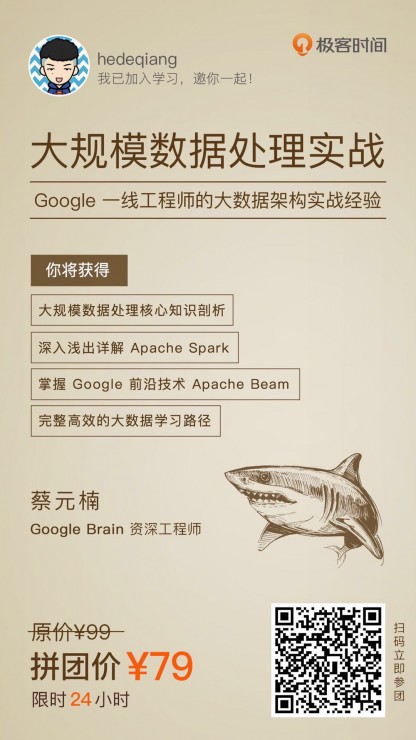 hedeqiang
我已加入学习，邀你一起！
极客时间
大规模数据处理实战
Google 一线工程师的大数据架构实战经验
你将获得
大规模数据处理核心知识剖析
深入浅出详解 Apache Spark
掌握 Google 前沿技术 Apache Beam
完整高效的大数据学习路径
蔡元楠
Google Brain 资深工程师
原价¥99
拼团价 ¥79
限时 24 小时
扫码立即参团